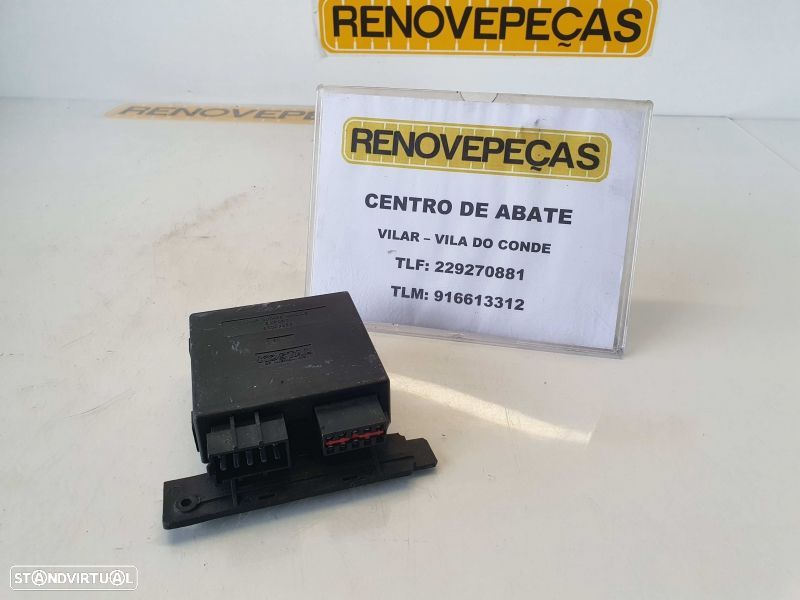 RENOVEPEÇAS
RENOVEPEÇAS
RENOVEPEÇAS
CENTRO DE ABATE
VILAR – VILA DO CONDE
TLF: 229270881
TLM: 916613312
STANDVIRTUAL